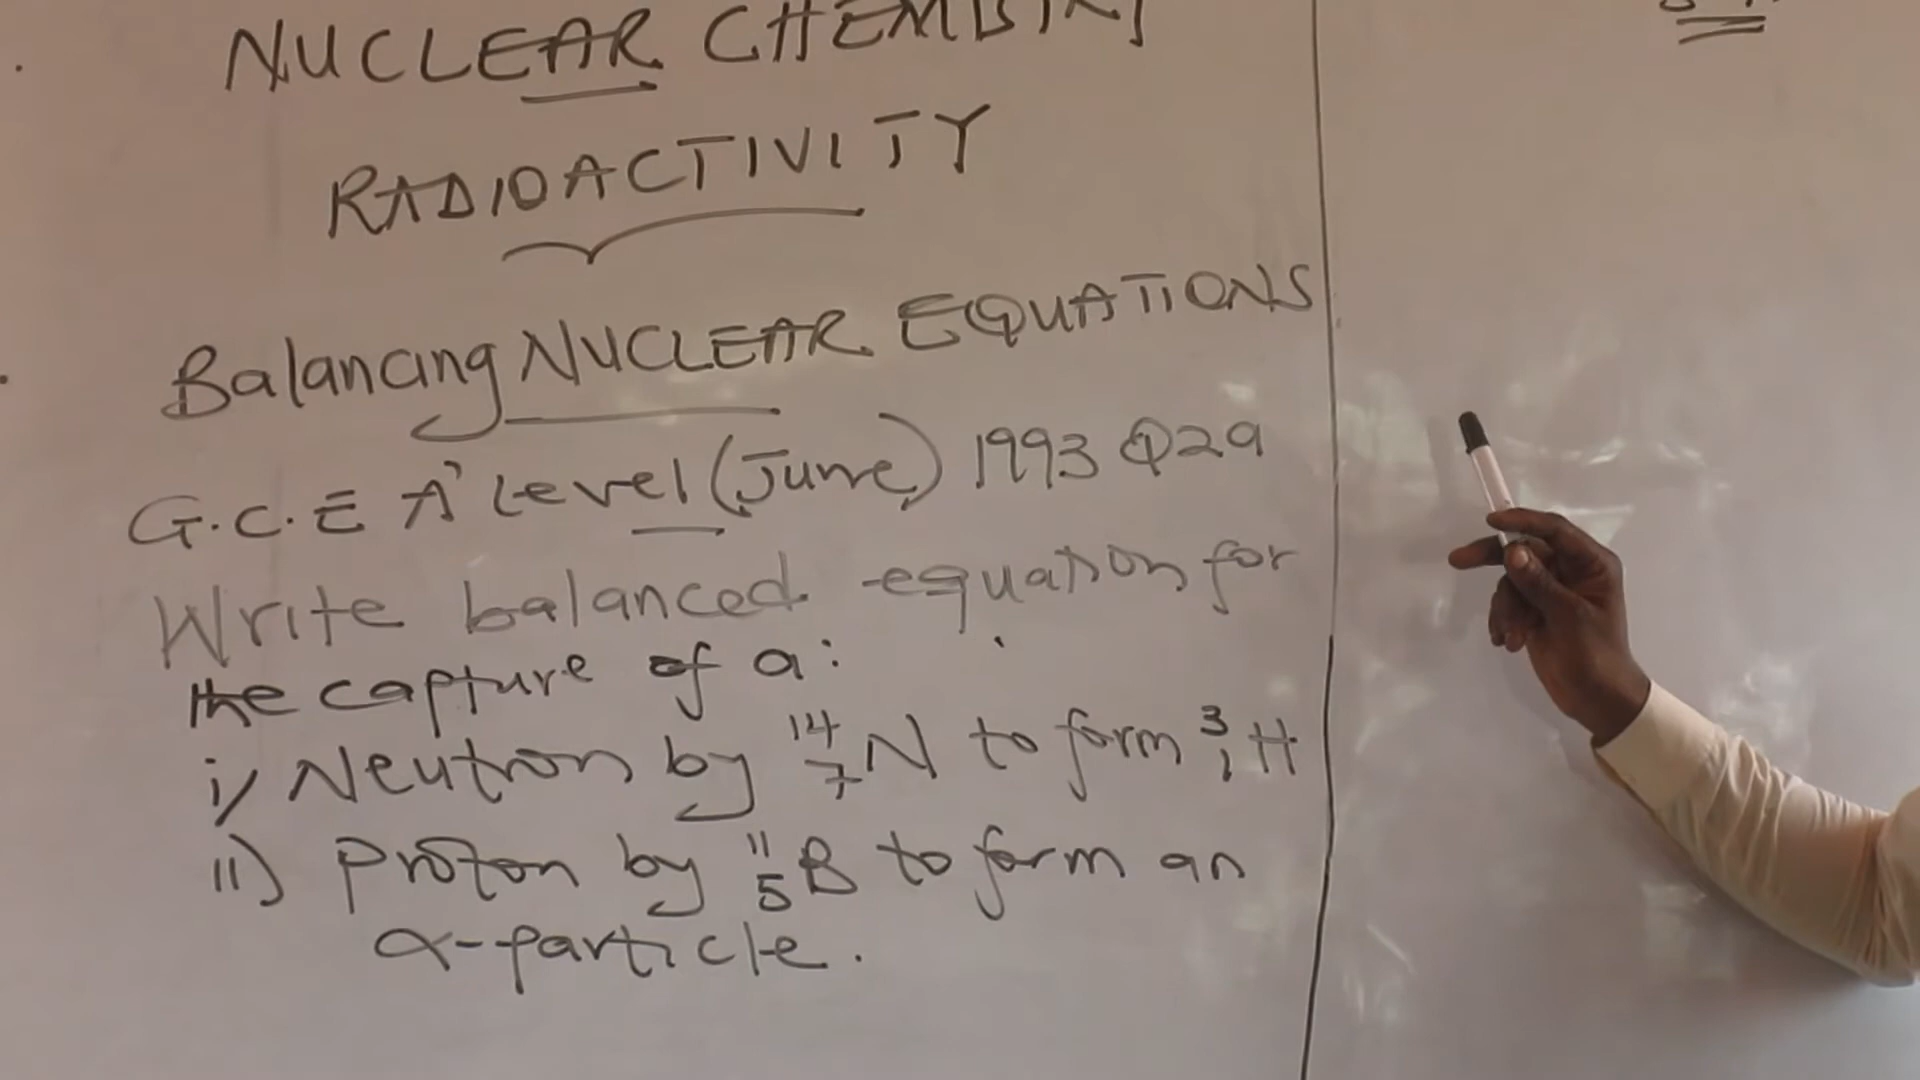 NUCLEAR CHEMISTRY
RADIOACTIVITY
Balancing NUCLEAR EQUATIONS
G.C.E A' Level (June) 1993 Q2a
Write balanced equation for
the capture of a:
i/ Neutron by ¹⁴₇N to form ³₁H
ii) Proton by ¹¹₅B to form an
α-particle.